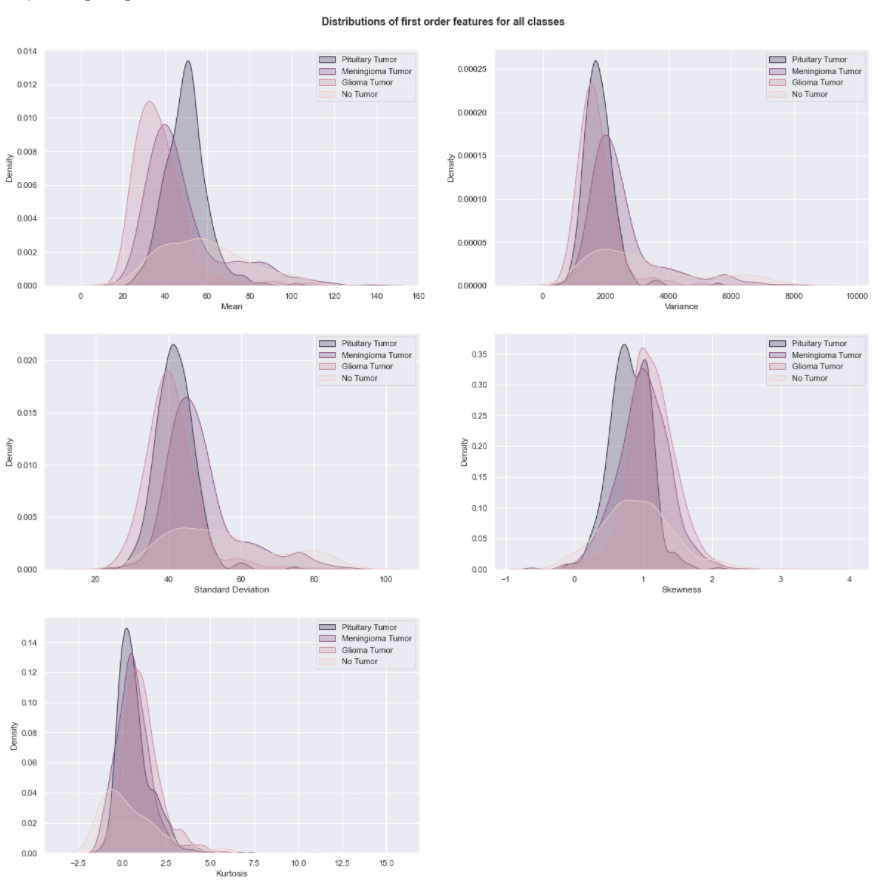 Distributions of first order features for all classes
0.014
0.012
0.010
0.008
0.006
0.004
0.002
0.000
Density
Pituitary Tumor
Meningioma Tumor
Glioma Tumor
No Tumor
0 20 40 60 80 100 120 140 160
Mean
0.00025
0.00020
0.00015
0.00010
0.00005
0.00000
Density
Pituitary Tumor
Meningioma Tumor
Glioma Tumor
No Tumor
0 2000 4000 6000 8000 10000
Variance
0.020
0.015
0.010
0.005
0.000
Density
Pituitary Tumor
Meningioma Tumor
Glioma Tumor
No Tumor
20 40 60 80 100
Standard Deviation
0.35
0.30
0.25
0.20
0.15
0.10
0.05
0.00
Density
Pituitary Tumor
Meningioma Tumor
Glioma Tumor
No Tumor
−1 0 1 2 3 4
Skewness
0.14
0.12
0.10
0.08
0.06
0.04
0.02
0.00
Density
Pituitary Tumor
Meningioma Tumor
Glioma Tumor
No Tumor
−2.5 0.0 2.5 5.0 7.5 10.0 12.5 15.0
Kurtosis